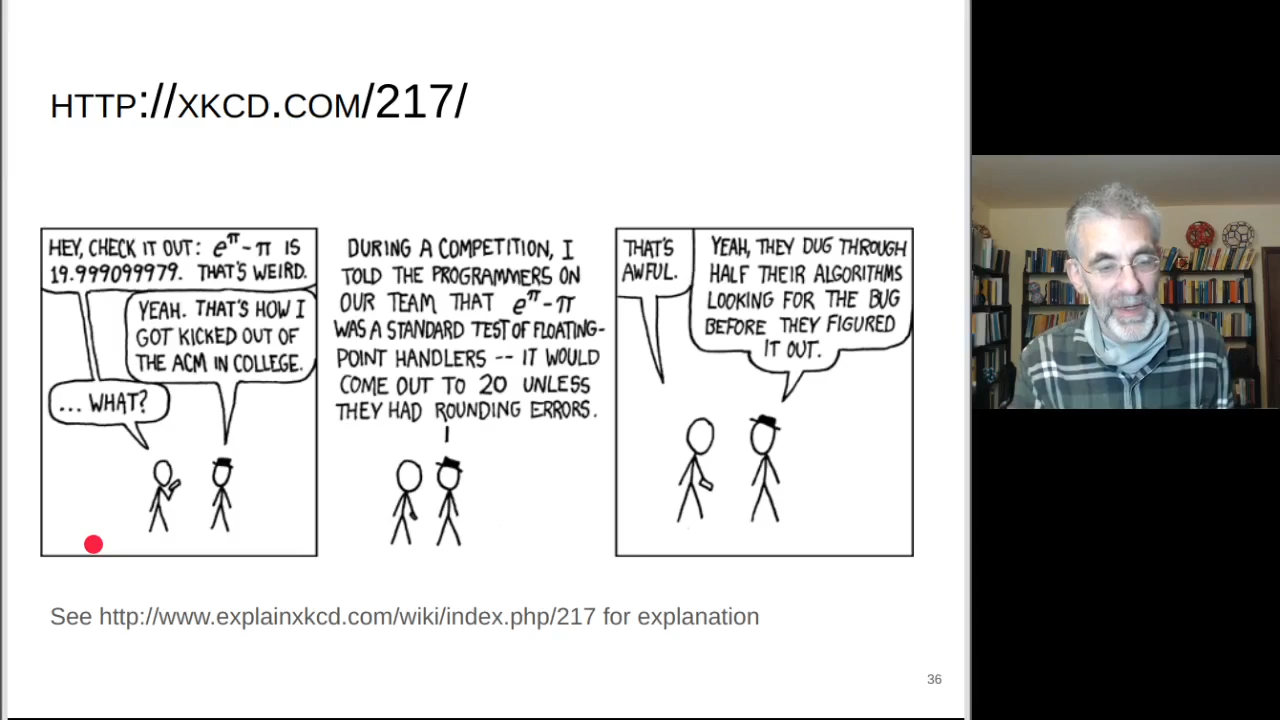 HTTP://XKCD.COM/217/
HEY, CHECK IT OUT: e^π-π IS
19.999099979. THAT'S WEIRD.
YEAH. THAT'S HOW I
GOT KICKED OUT OF
THE ACM IN COLLEGE.
... WHAT?
DURING A COMPETITION, I
TOLD THE PROGRAMMERS ON
OUR TEAM THAT e^π-π
WAS A STANDARD TEST OF FLOATING-
POINT HANDLERS -- IT WOULD
COME OUT TO 20 UNLESS
THEY HAD ROUNDING ERRORS.
THAT'S
AWFUL.
YEAH, THEY DUG THROUGH
HALF THEIR ALGORITHMS
LOOKING FOR THE BUG
BEFORE THEY FIGURED
IT OUT.
See http://www.explainxkcd.com/wiki/index.php/217 for explanation
36